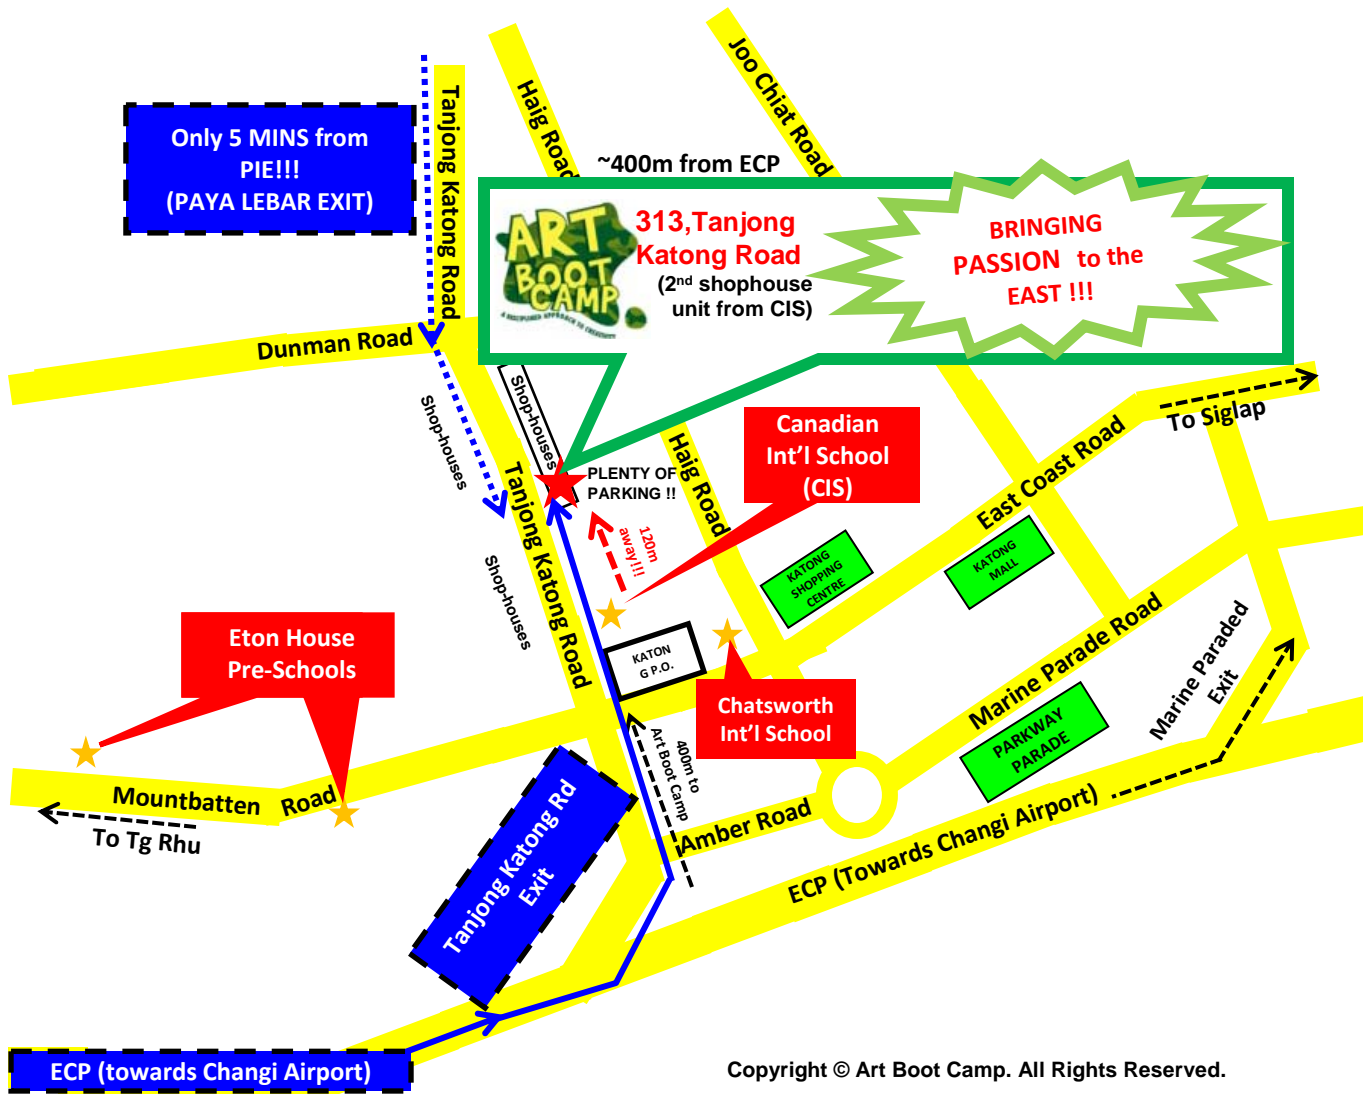 Only 5 MINS from
PIE!!!
(PAYA LEBAR EXIT)
Tanjong Katong Road
Haig Road
Joo Chiat Road
~400m from ECP
ART
BOOT
CAMP
A DISCIPLINED APPROACH TO CREATIVITY
313,Tanjong
Katong Road
(2nd shophouse
unit from CIS)
BRINGING
PASSION to the
EAST !!!
Dunman Road
Shop-houses
Shop-houses
Canadian
Int'l School
(CIS)
To Siglap
Haig Road
East Coast Road
PLENTY OF
PARKING !!
Tanjong Katong Road
120m
away!!!
Shop-houses
KATONG
SHOPPING
CENTRE
KATONG
MALL
Eton House
Pre-Schools
KATON
G P.O.
Marine Parade Road
Marine Paraded
Exit
Chatsworth
Int'l School
PARKWAY
PARADE
400m to
Art Boot Camp
Mountbatten Road
To Tg Rhu
Amber Road
Tanjong Katong Rd
Exit
ECP (Towards Changi Airport)
ECP (towards Changi Airport)
Copyright © Art Boot Camp. All Rights Reserved.